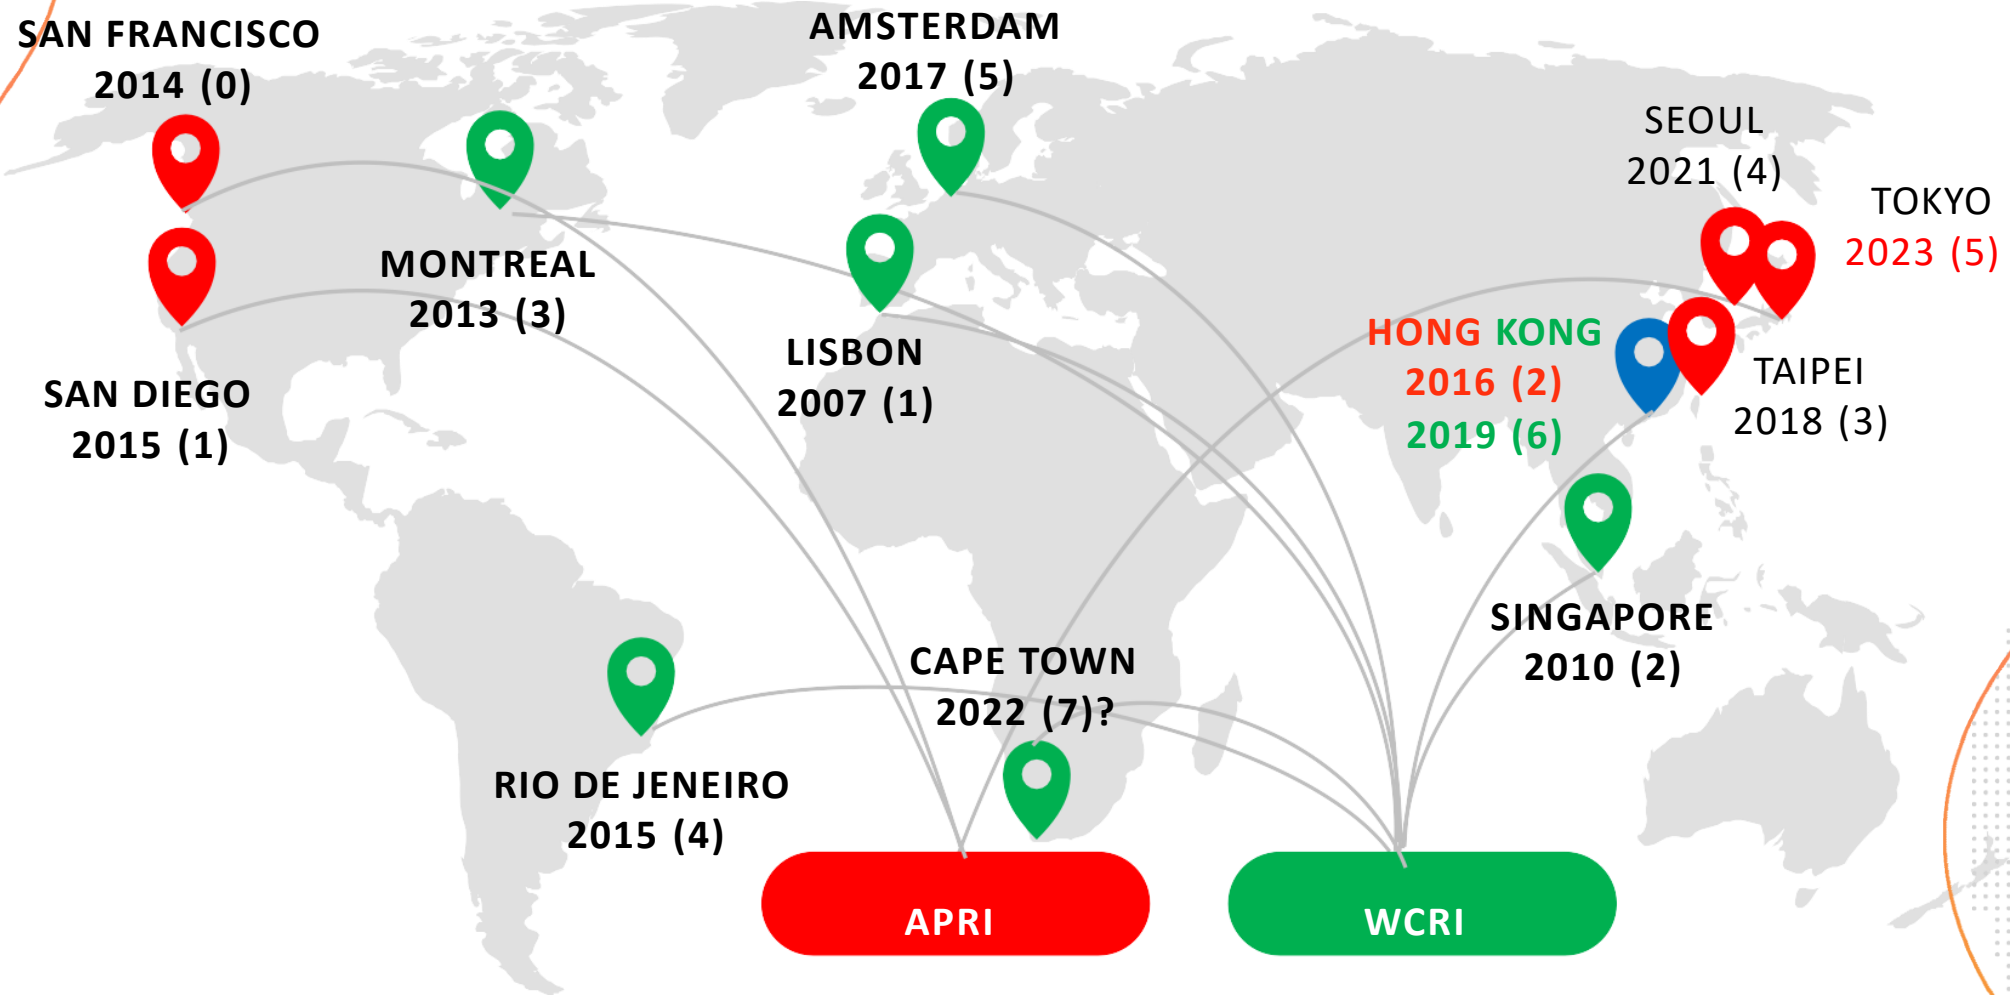 SAN FRANCISCO
2014 (0)
AMSTERDAM
2017 (5)
SEOUL
2021 (4)
TOKYO
2023 (5)
MONTREAL
2013 (3)
HONG KONG
2016 (2)
2019 (6)
LISBON
2007 (1)
TAIPEI
2018 (3)
SAN DIEGO
2015 (1)
SINGAPORE
2010 (2)
CAPE TOWN
2022 (7)?
RIO DE JENEIRO
2015 (4)
APRI
WCRI